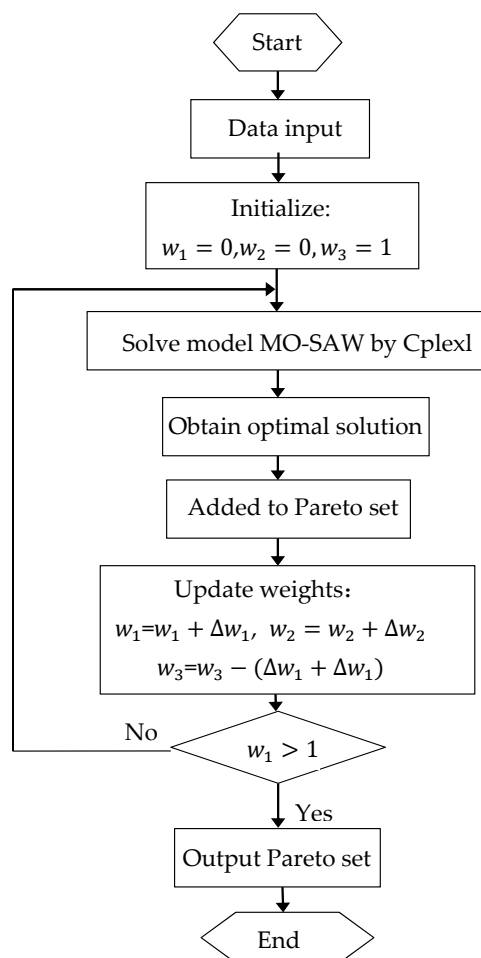 Start
Data input
Initialize:
w₁ = 0,w₂ = 0, w₃ = 1
Solve model MO-SAW by Cplexl
Obtain optimal solution
Added to Pareto set
Update weights：
w₁=w₁ + Δw₁, w₂ = w₂ + Δw₂
w₃=w₃ − (Δw₁ + Δw₁)
No
w₁ > 1
Yes
Output Pareto set
End